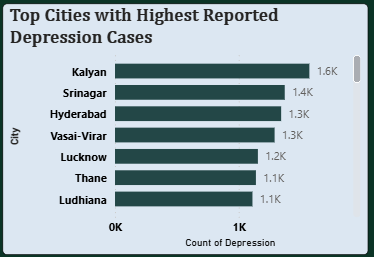 Top Cities with Highest Reported
Depression Cases
City
Kalyan 1.6K
Srinagar 1.4K
Hyderabad 1.3K
Vasai-Virar 1.3K
Lucknow 1.2K
Thane 1.1K
Ludhiana 1.1K
0K 1K
Count of Depression